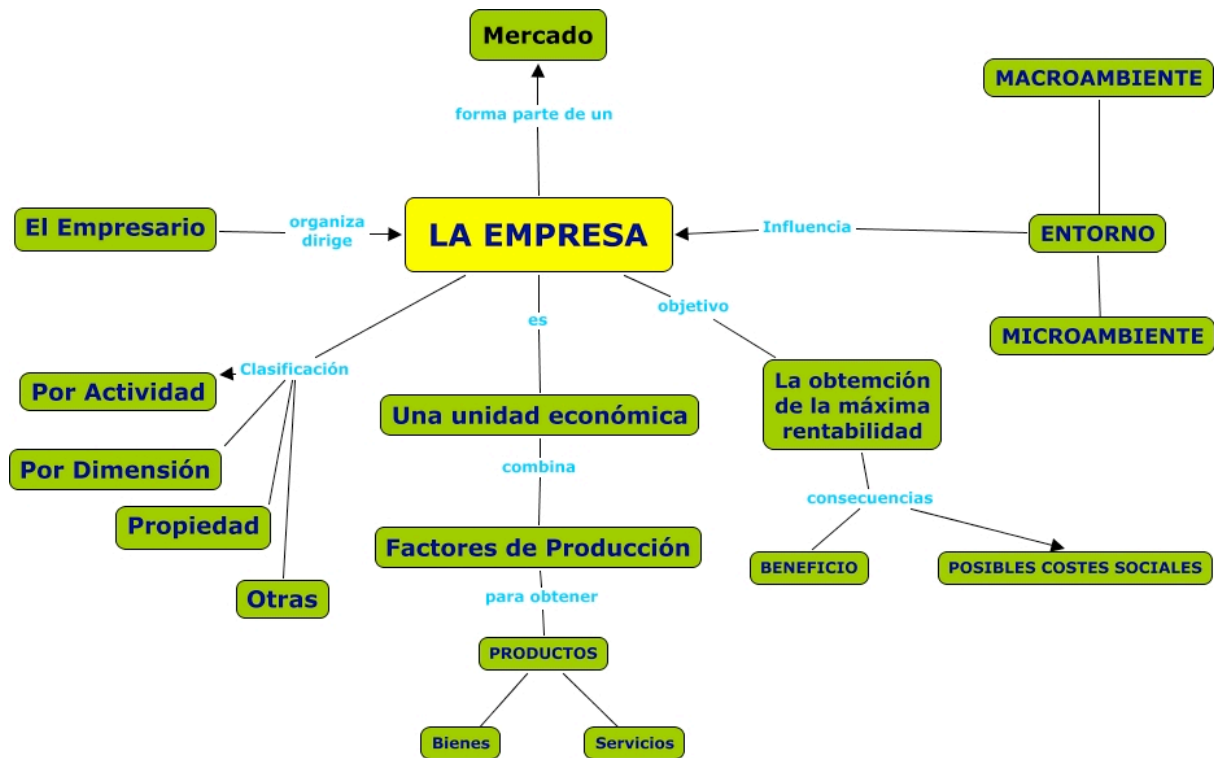 Mercado
MACROAMBIENTE
forma parte de un
El Empresario
organiza
dirige
LA EMPRESA
Influencia
ENTORNO
es
objetivo
MICROAMBIENTE
Clasificación
Por Actividad
Una unidad económica
La obtemción
de la máxima
rentabilidad
Por Dimensión
combina
consecuencias
Propiedad
Factores de Producción
BENEFICIO
POSIBLES COSTES SOCIALES
Otras
para obtener
PRODUCTOS
Bienes
Servicios